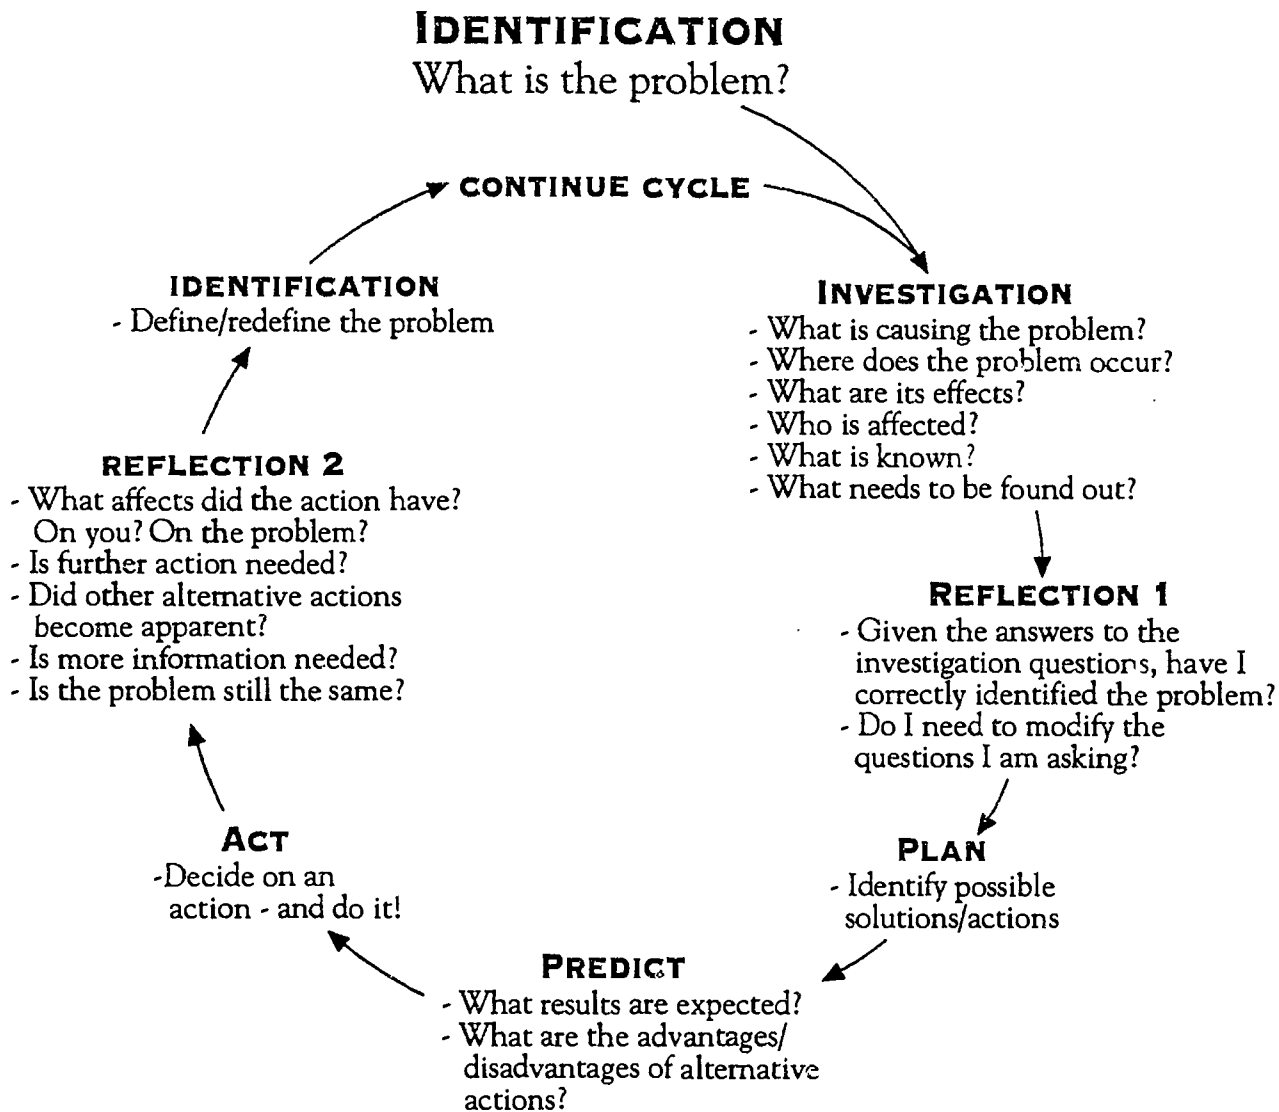 IDENTIFICATION
What is the problem?
CONTINUE CYCLE
IDENTIFICATION
- Define/redefine the problem
INVESTIGATION
- What is causing the problem?
- Where does the problem occur?
- What are its effects?
- Who is affected?
- What is known?
- What needs to be found out?
REFLECTION 1
- Given the answers to the
investigation questions, have I
correctly identified the problem?
- Do I need to modify the
questions I am asking?
PLAN
- Identify possible
solutions/actions
PREDICT
- What results are expected?
- What are the advantages/
disadvantages of alternative
actions?
ACT
-Decide on an
action - and do it!
REFLECTION 2
- What affects did the action have?
On you? On the problem?
- Is further action needed?
- Did other alternative actions
become apparent?
- Is more information needed?
- Is the problem still the same?